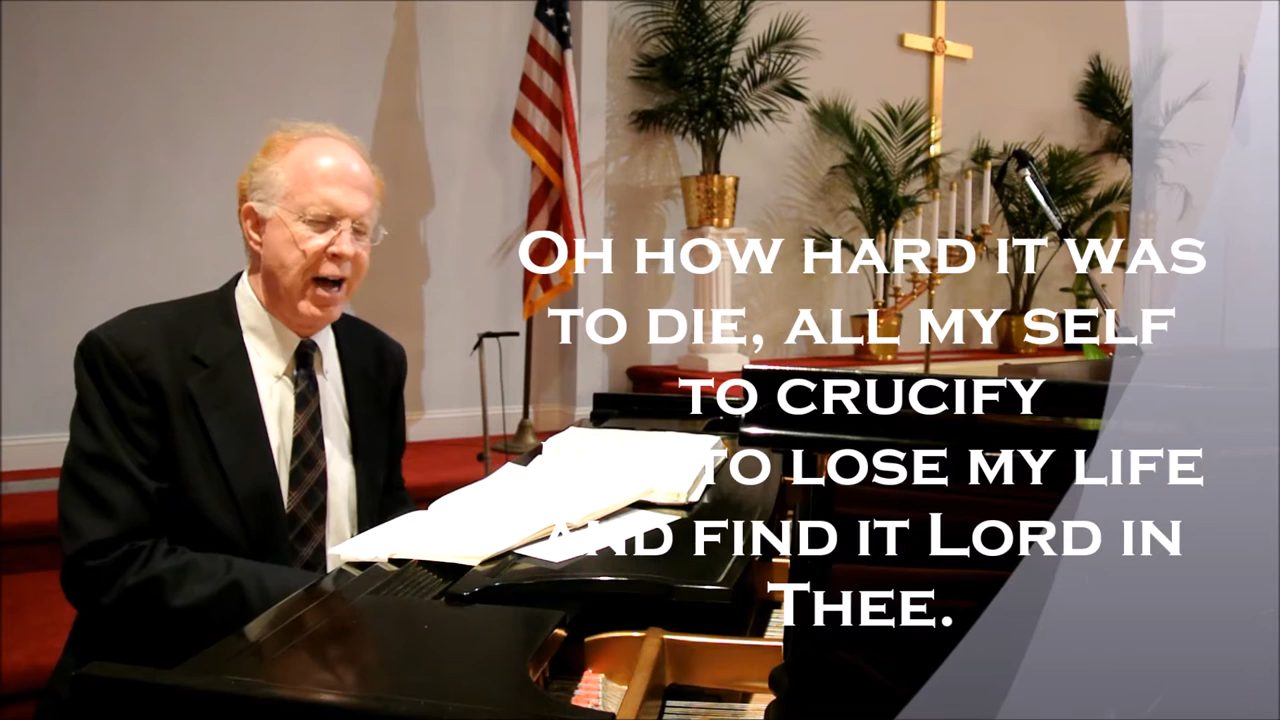 Oh how hard it was
to die, all my self
to crucify
to lose my life
and find it Lord in
Thee.